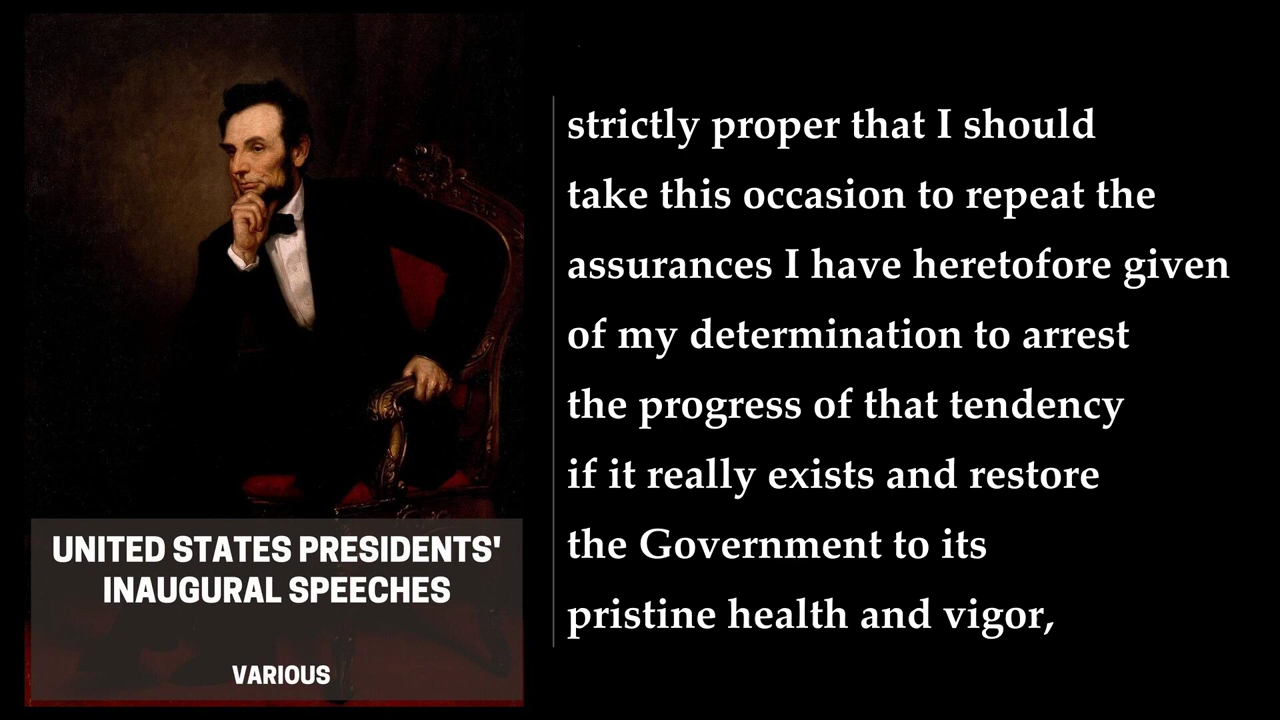 UNITED STATES PRESIDENTS'
INAUGURAL SPEECHES
VARIOUS
strictly proper that I should
take this occasion to repeat the
assurances I have heretofore given
of my determination to arrest
the progress of that tendency
if it really exists and restore
the Government to its
pristine health and vigor,